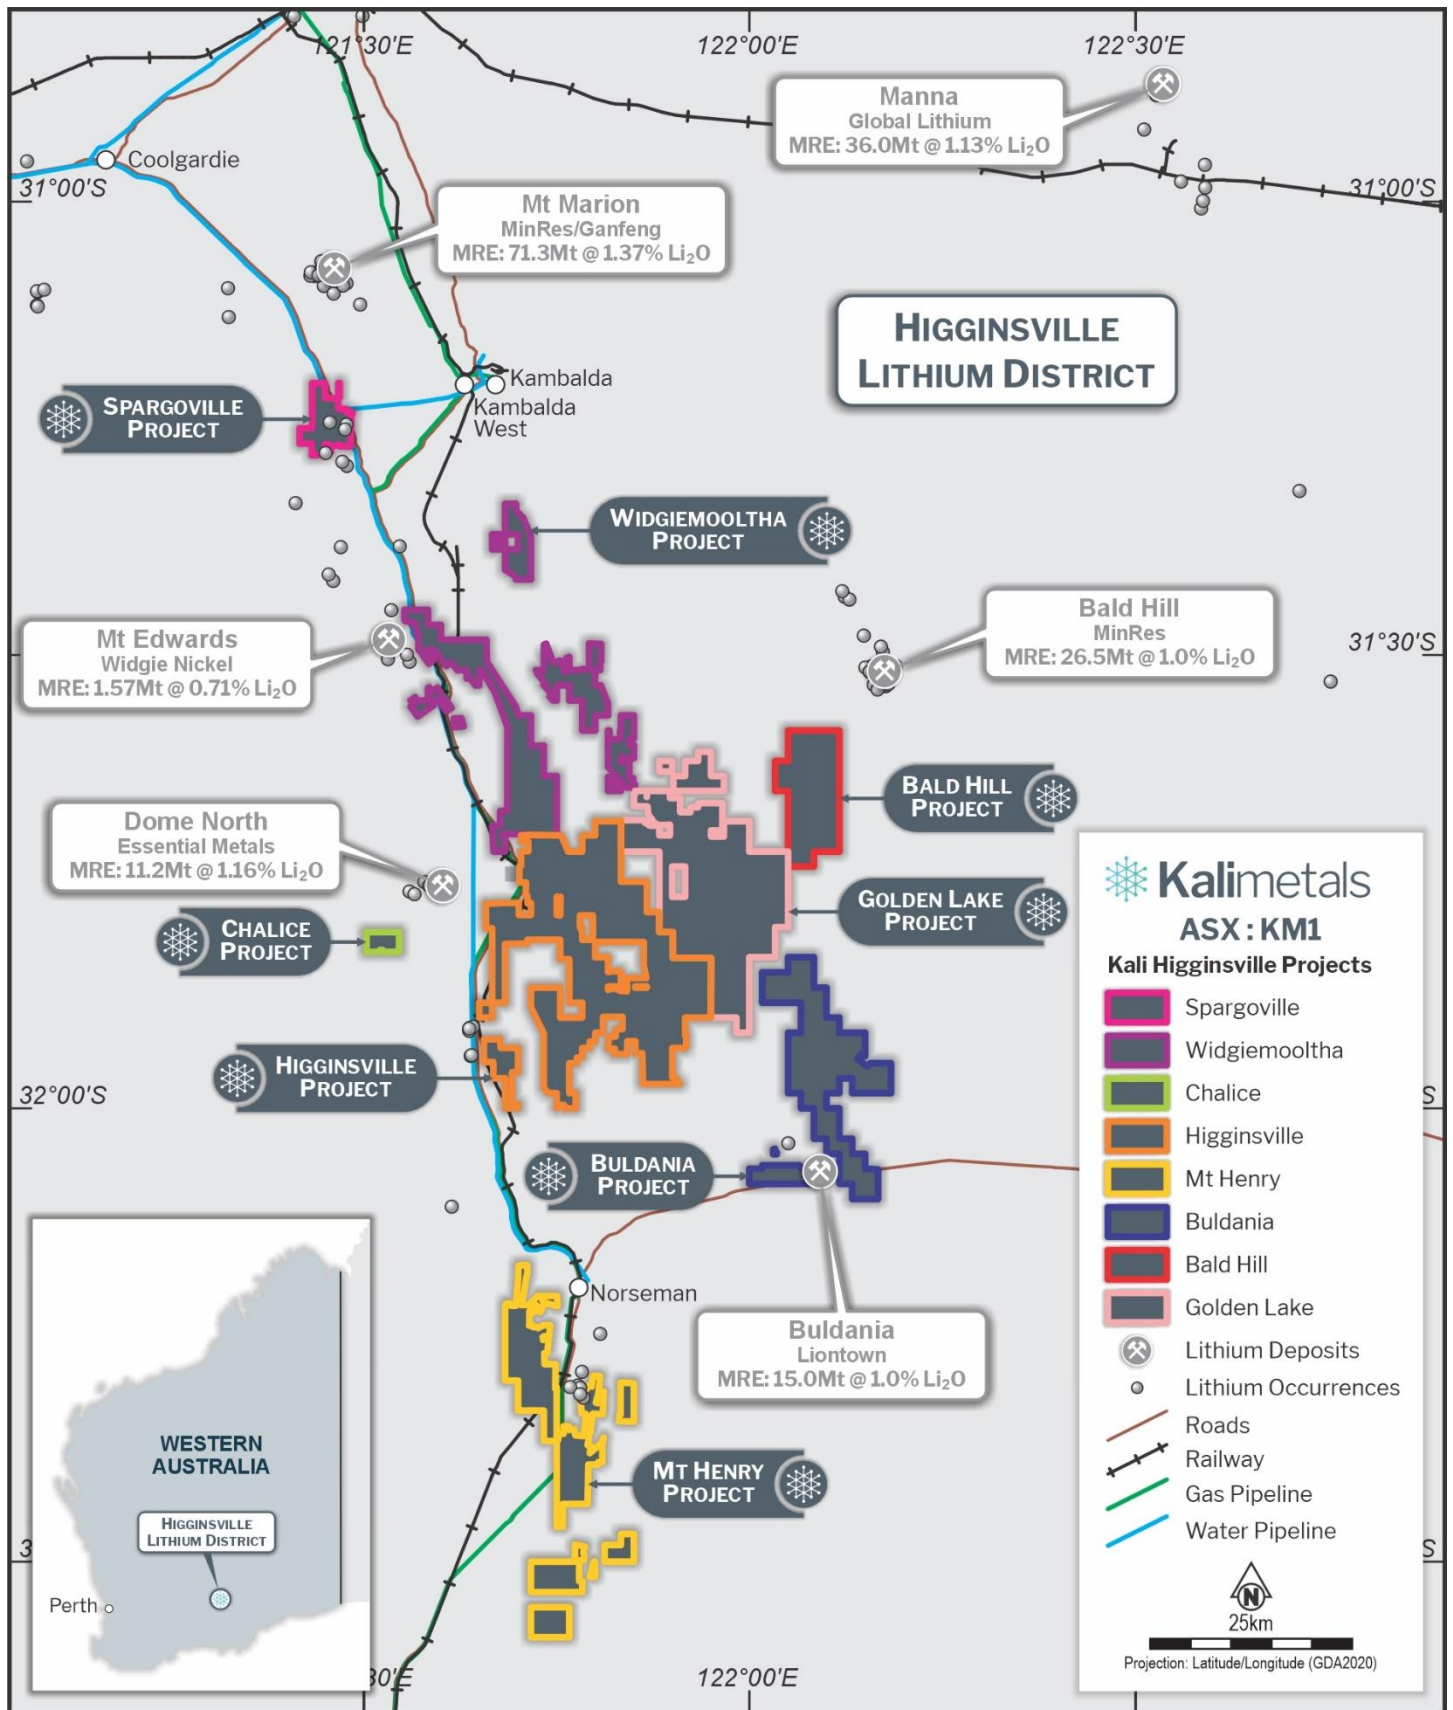 121°30'E
122°00'E
122°30'E
Manna
Global Lithium
MRE: 36.0Mt @ 1.13% Li₂O
Coolgardie
31°00'S
31°00'S
Mt Marion
MinRes/Ganfeng
MRE: 71.3Mt @ 1.37% Li₂O
HIGGINSVILLE
LITHIUM DISTRICT
Kambalda
Kambalda
West
SPARGOVILLE
PROJECT
WIDGIEMOOLTHA
PROJECT
Mt Edwards
Widgie Nickel
MRE: 1.57Mt @ 0.71% Li₂O
Bald Hill
MinRes
MRE: 26.5Mt @ 1.0% Li₂O
31°30'S
BALD HILL
PROJECT
Dome North
Essential Metals
MRE: 11.2Mt @ 1.16% Li₂O
CHALICE
PROJECT
GOLDEN LAKE
PROJECT
HIGGINSVILLE
PROJECT
32°00'S
S
BULDANIA
PROJECT
Norseman
Buldania
Liontown
MRE: 15.0Mt @ 1.0% Li₂O
MT HENRY
PROJECT
3
S
30'E
122°00'E
WESTERN
AUSTRALIA
HIGGINSVILLE
LITHIUM DISTRICT
Perth
Kalimetals
ASX : KM1
Kali Higginsville Projects
Spargoville
Widgiemooltha
Chalice
Higginsville
Mt Henry
Buldania
Bald Hill
Golden Lake
Lithium Deposits
Lithium Occurrences
Roads
Railway
Gas Pipeline
Water Pipeline
N
25km
Projection: Latitude/Longitude (GDA2020)